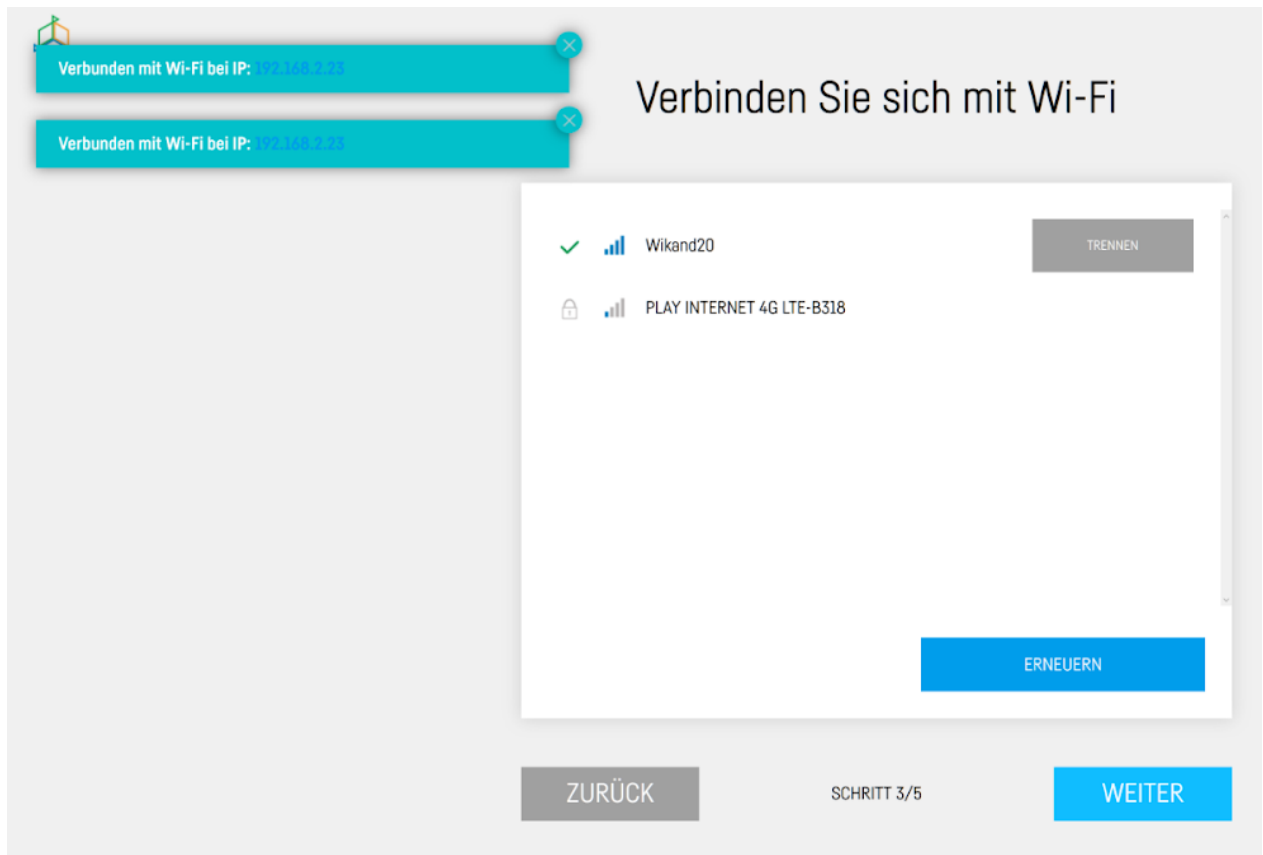 Verbunden mit Wi-Fi bei IP: 192.168.2.23
Verbunden mit Wi-Fi bei IP: 192.168.2.23
Verbinden Sie sich mit Wi-Fi
Wikand20
TRENNEN
PLAY INTERNET 4G LTE-B318
ERNEUERN
ZURÜCK
SCHRITT 3/5
WEITER